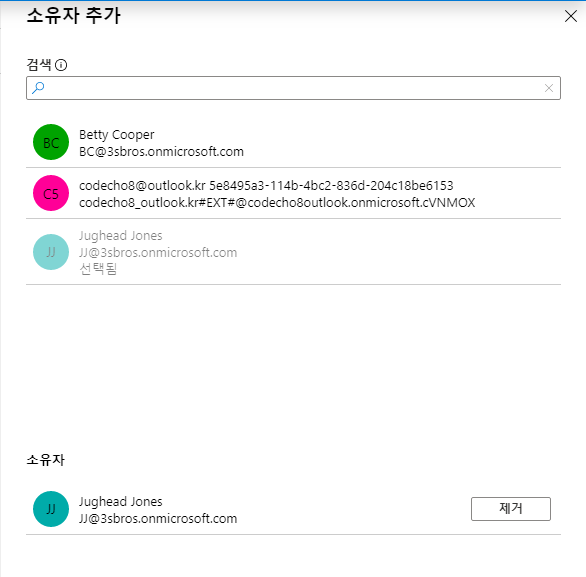 소유자 추가
검색
BC
Betty Cooper
BC@3sbros.onmicrosoft.com
C5
codecho8@outlook.kr 5e8495a3-114b-4bc2-836d-204c18be6153
codecho8_outlook.kr#EXT#@codecho8outlook.onmicrosoft.cVNMOX
JJ
Jughead Jones
JJ@3sbros.onmicrosoft.com
선택됨
소유자
JJ
Jughead Jones
JJ@3sbros.onmicrosoft.com
제거